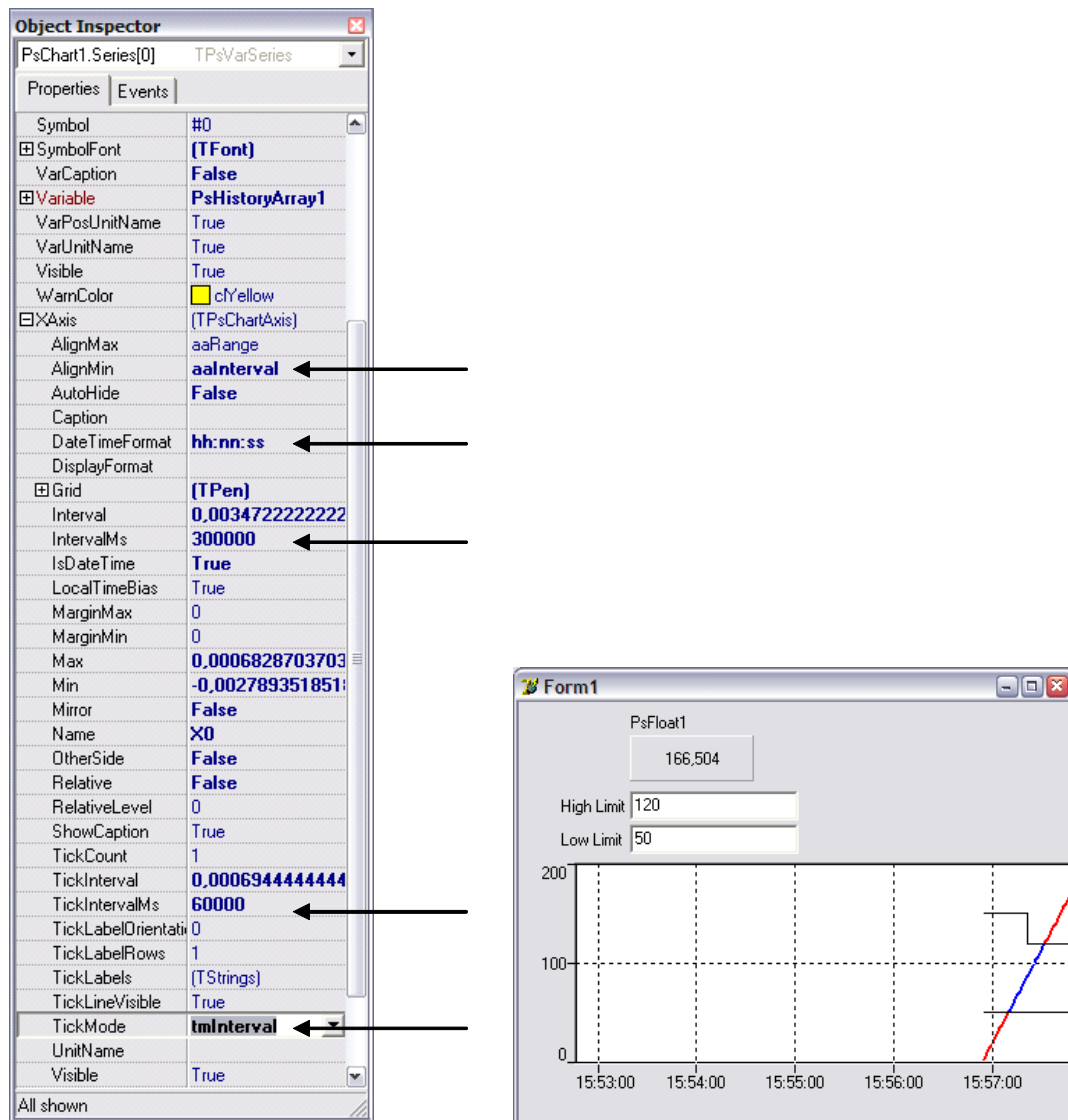 Object Inspector
PsChart1.Series[0] TPsVarSeries
Properties Events
Symbol #0
SymbolFont (TFont)
VarCaption False
Variable PsHistoryArray1
VarPosUnitName True
VarUnitName True
Visible True
WarnColor clYellow
XAxis (TPsChartAxis)
AlignMax aaRange
AlignMin aaInterval
AutoHide False
Caption
DateTimeFormat hh:nn:ss
DisplayFormat
Grid (TPen)
Interval 0,0034722222222
IntervalMs 300000
IsDateTime True
LocalTimeBias True
MarginMax 0
MarginMin 0
Max 0,0006828703703
Min -0,002789351851
Mirror False
Name X0
OtherSide False
Relative False
RelativeLevel 0
ShowCaption True
TickCount 1
TickInterval 0,0006944444444
TickIntervalMs 60000
TickLabelOrientati 0
TickLabelRows 1
TickLabels (TStrings)
TickLineVisible True
TickMode tmInterval
UnitName
Visible True
All shown
Form1
PsFloat1
166,504
High Limit 120
Low Limit 50
200
100
0
15:53:00 15:54:00 15:55:00 15:56:00 15:57:00